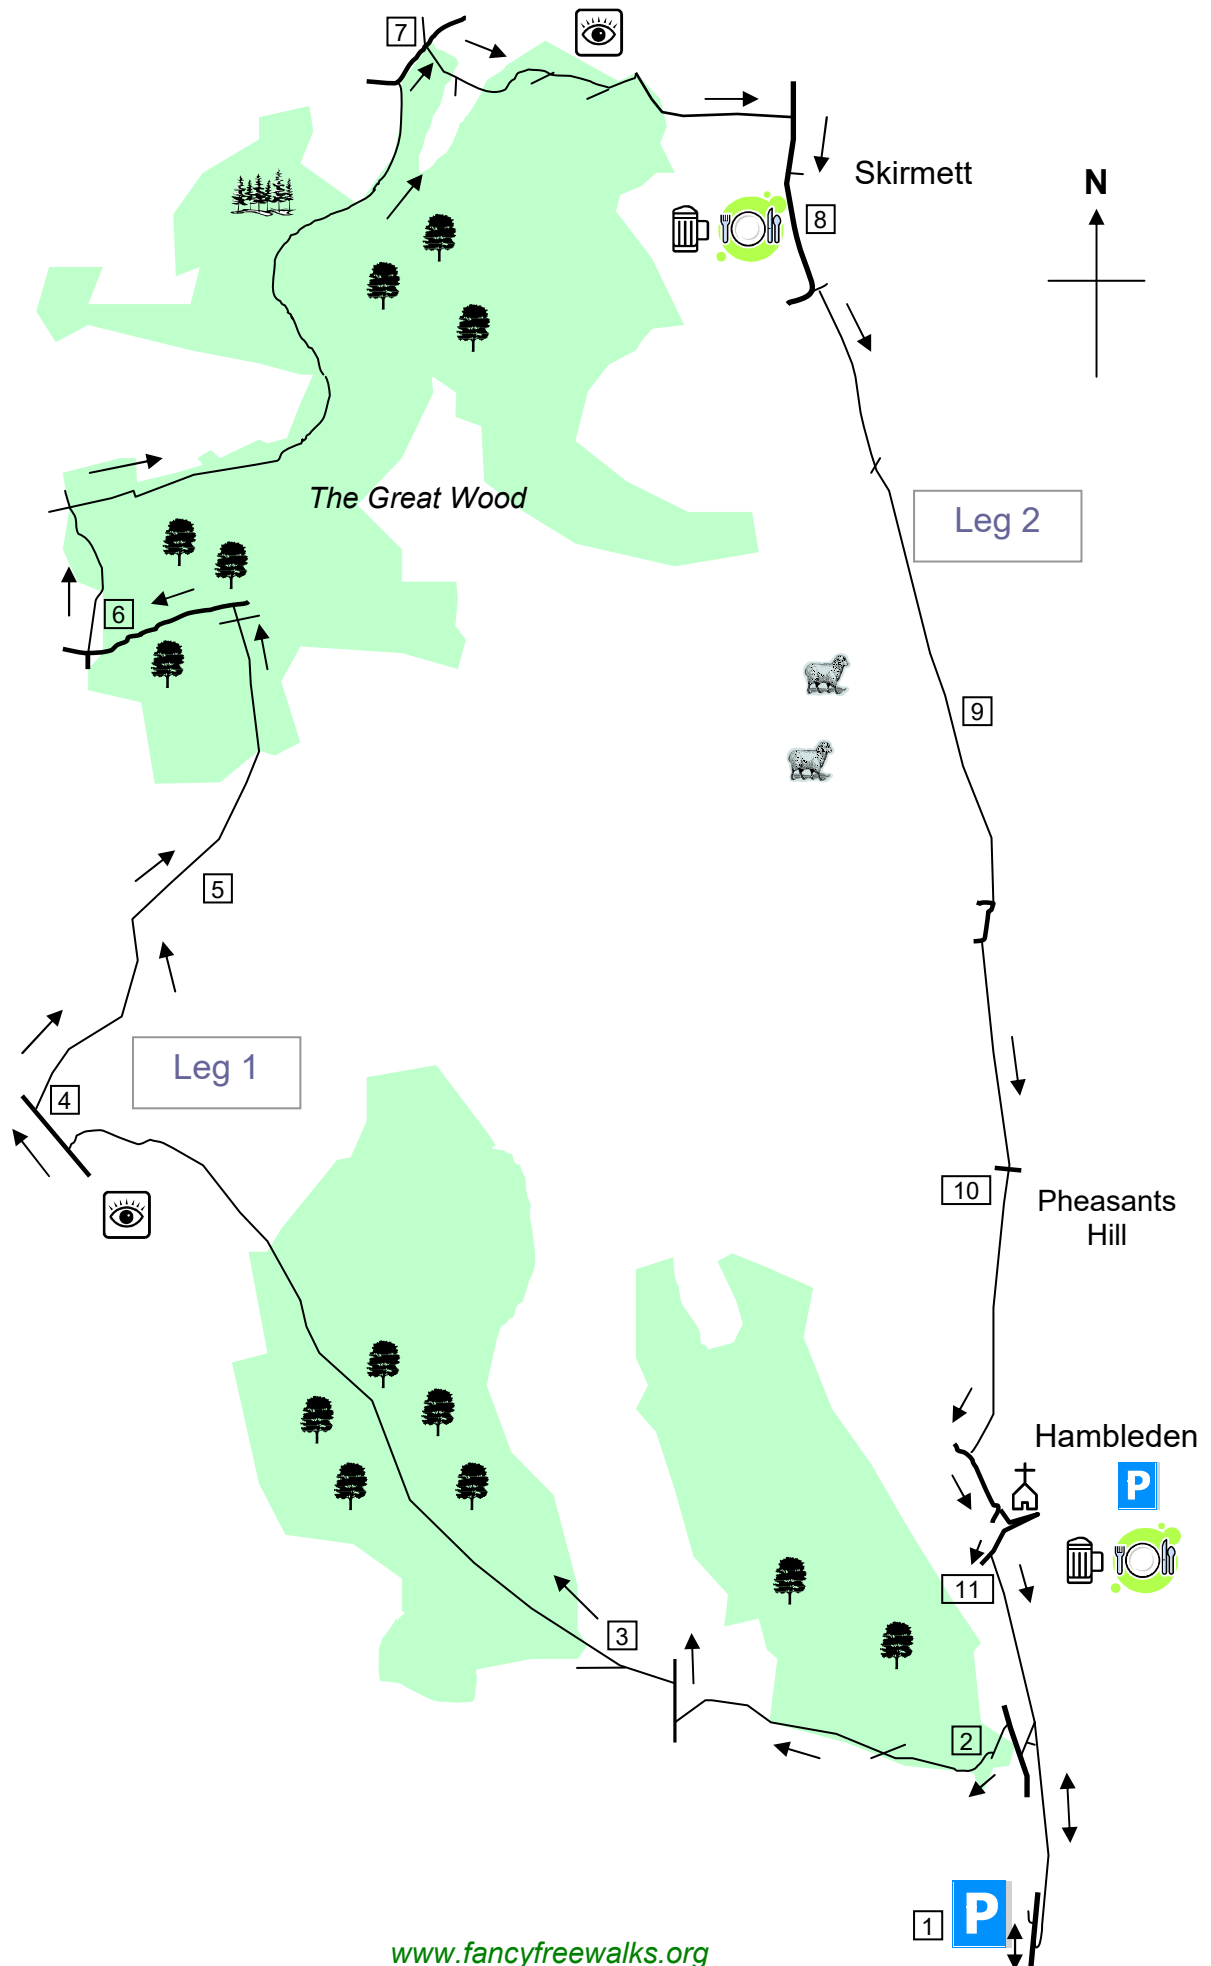 7
Skirmett
N
8
The Great Wood
Leg 2
6
9
5
Leg 1
4
10
Pheasants
Hill
Hambleden
P
11
3
2
P
1
www.fancyfreewalks.org